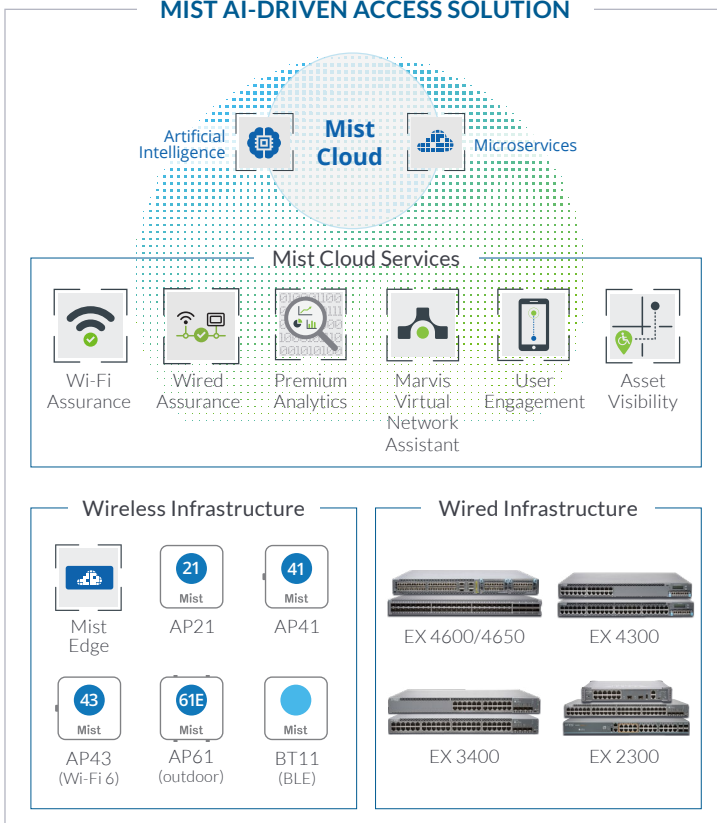 MIST AI-DRIVEN ACCESS SOLUTION
Artificial
Intelligence
Mist
Cloud
Microservices
Mist Cloud Services
Wi-Fi
Assurance
Wired
Assurance
Premium
Analytics
Marvis
Virtual
Network
Assistant
User
Engagement
Asset
Visibility
Wireless Infrastructure
Mist
Edge
21
Mist
AP21
41
Mist
AP41
43
Mist
AP43
(Wi-Fi 6)
61E
Mist
AP61
(outdoor)
Mist
BT11
(BLE)
Wired Infrastructure
EX 4600/4650
EX 4300
EX 3400
EX 2300